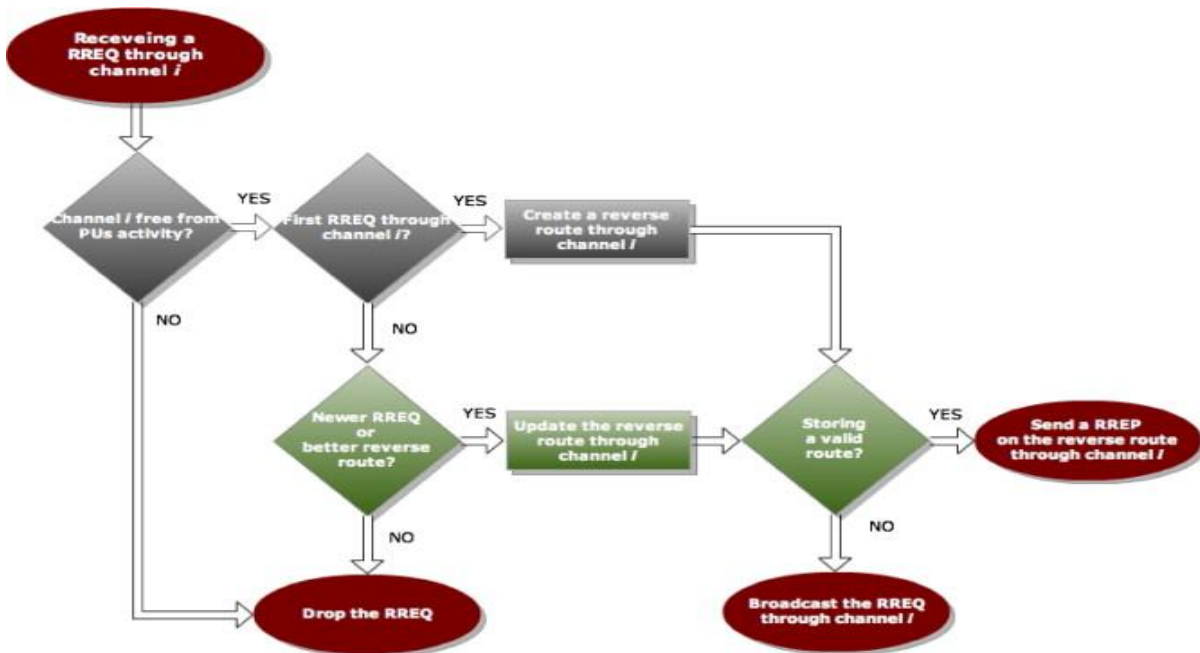 Receveing a
RREQ through
channel i
Channel i free from
PUs activity?
YES
NO
First RREQ through
channel i?
YES
NO
Create a reverse
route through
channel i
Newer RREQ
or
better reverse
route?
YES
NO
Update the reverse
route through
channel i
Storing
a valid
route?
YES
NO
Send a RREP
on the reverse route
through channel i
Drop the RREQ
Broadcast the RREQ
through channel i